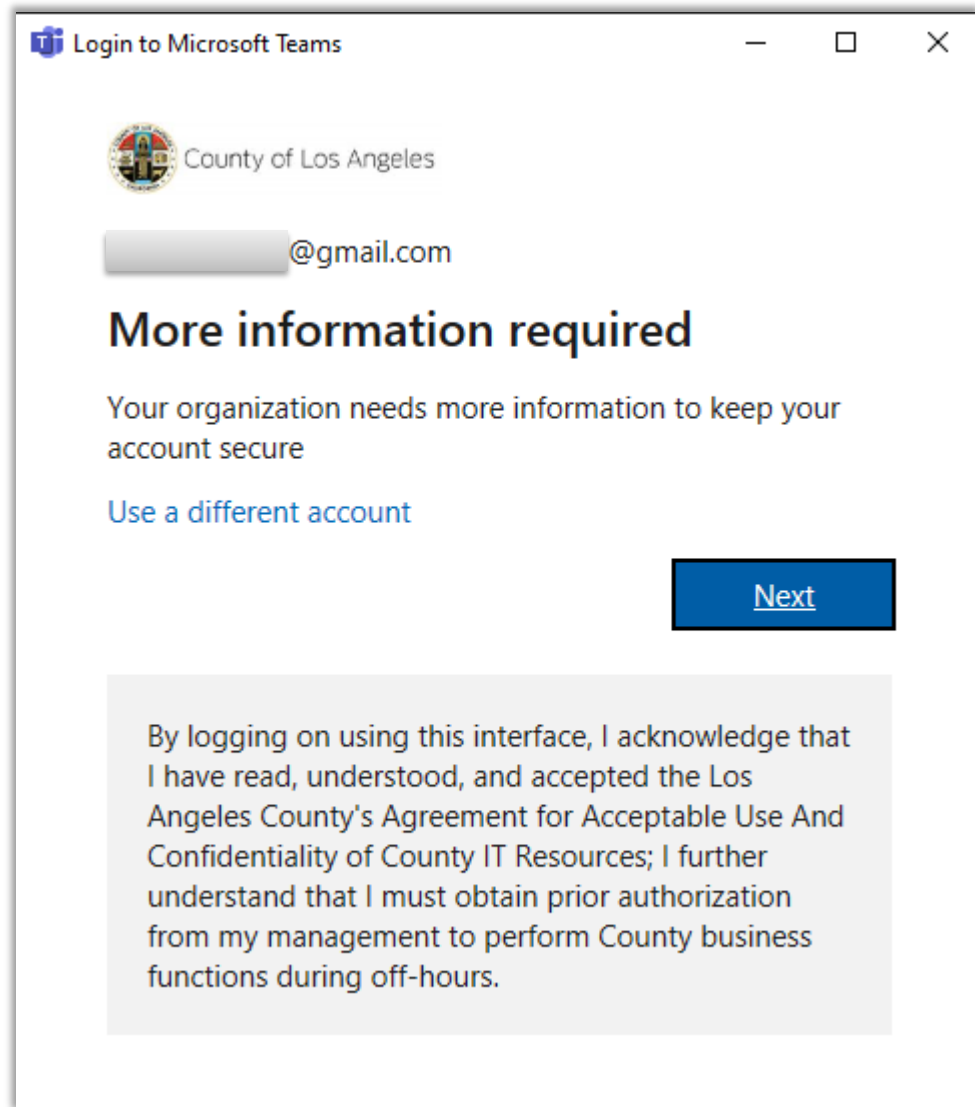 Login to Microsoft Teams
County of Los Angeles
@gmail.com
More information required
Your organization needs more information to keep your
account secure
Use a different account
Next
By logging on using this interface, I acknowledge that
I have read, understood, and accepted the Los
Angeles County's Agreement for Acceptable Use And
Confidentiality of County IT Resources; I further
understand that I must obtain prior authorization
from my management to perform County business
functions during off-hours.